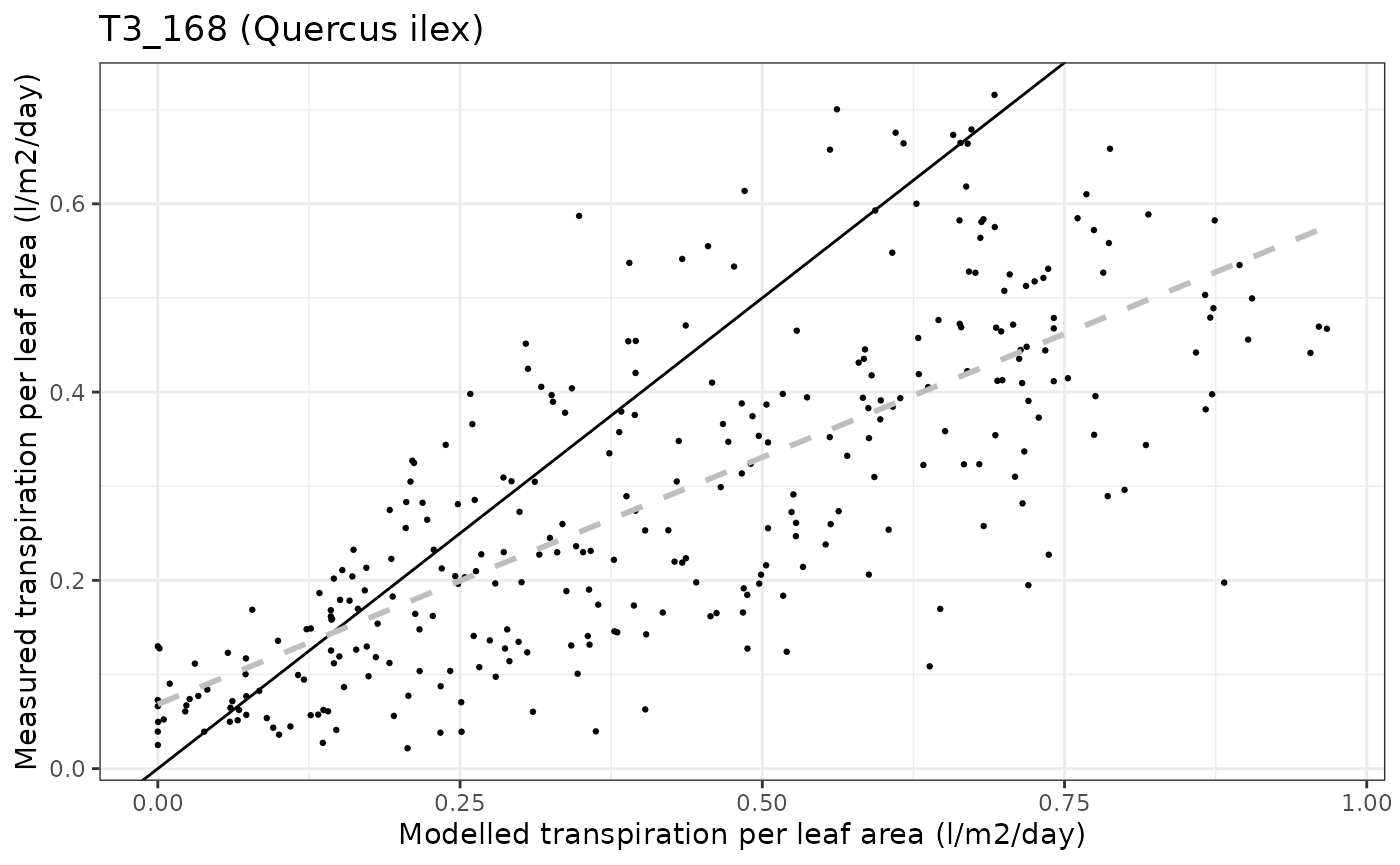 T3_168 (Quercus ilex)
Measured transpiration per leaf area (l/m2/day)
0.6
0.4
0.2
0.0
0.00 0.25 0.50 0.75 1.00
Modelled transpiration per leaf area (l/m2/day)